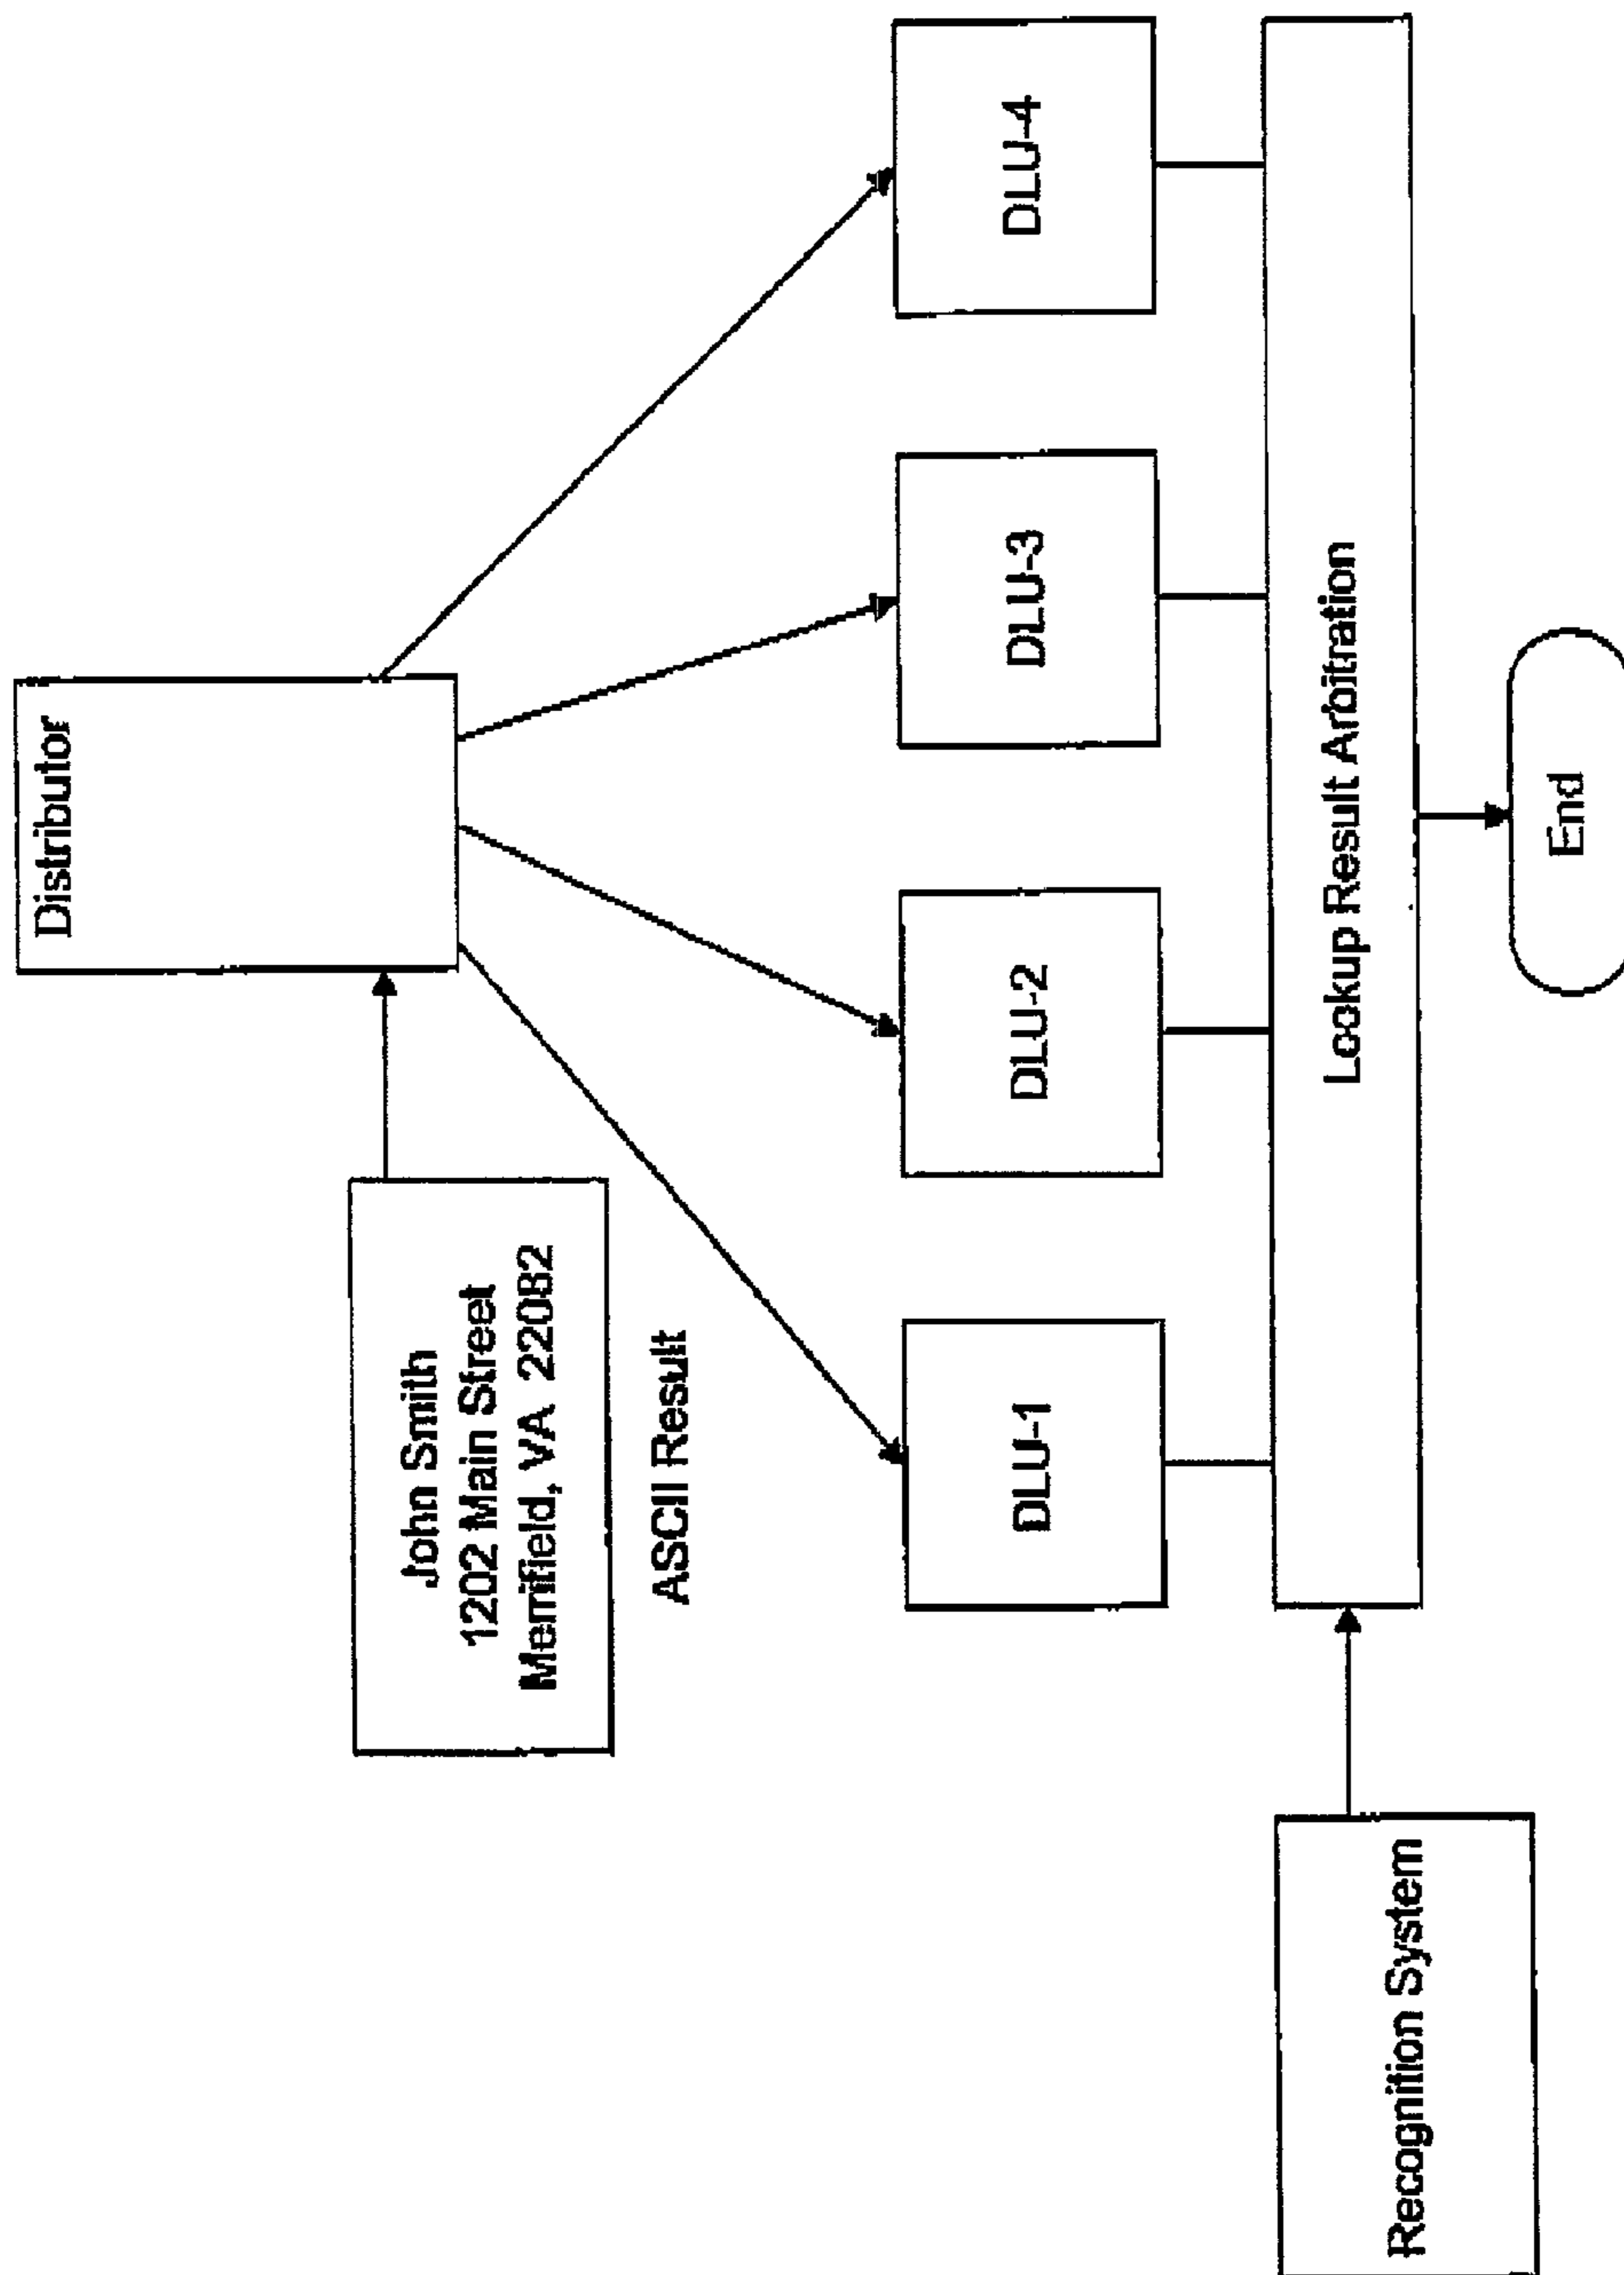 Distributor
John Smith
1202 Main Street
Merrifield, VA 22082
ASCII Result
DLU-1
DLU-2
DLU-3
DLU-4
Lookup Result Arbitration
Recognition System
End